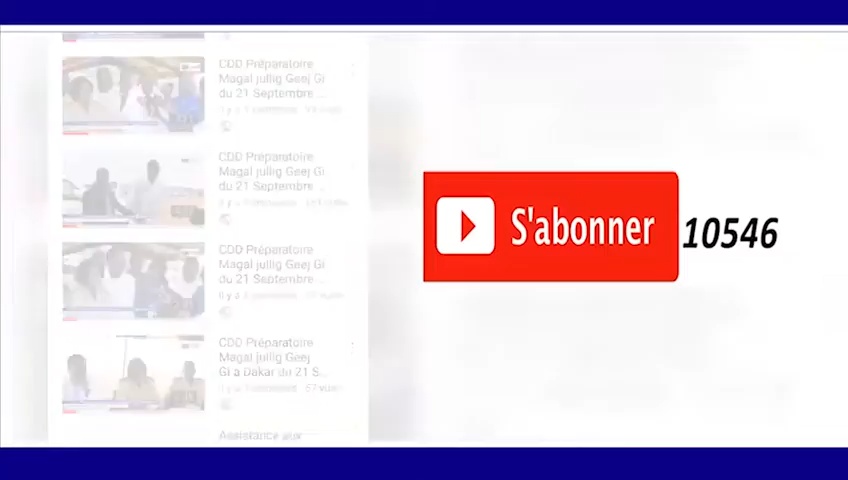 CDD Préparatoire
Magal jullig Geej Gi
du 21 Septembre ...
CDD Préparatoire
Magal jullig Geej Gi
du 21 Septembre ...
CDD Préparatoire
Magal jullig Geej Gi
du 21 Septembre ...
CDD Préparatoire
Magal jullig Geej
Gi a Dakar du 21 S...
Assistance aux
S'abonner
10546